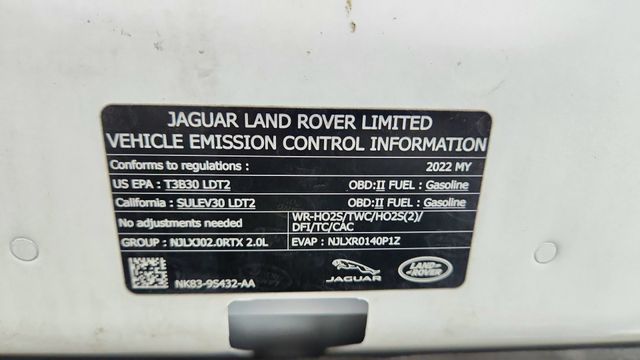 JAGUAR LAND ROVER LIMITED
VEHICLE EMISSION CONTROL INFORMATION
Conforms to regulations : 2022 MY
US EPA : T3B30 LDT2 OBD:II FUEL : Gasoline
California : SULEV30 LDT2 OBD:II FUEL : Gasoline
No adjustments needed WR-HO2S/TWC/HO2S(2)/
DFI/TC/CAC
GROUP : NJLXJ02.0RTX 2.0L EVAP : NJLXR0140P1Z
NK83-9S432-AA JAGUAR LAND-ROVER